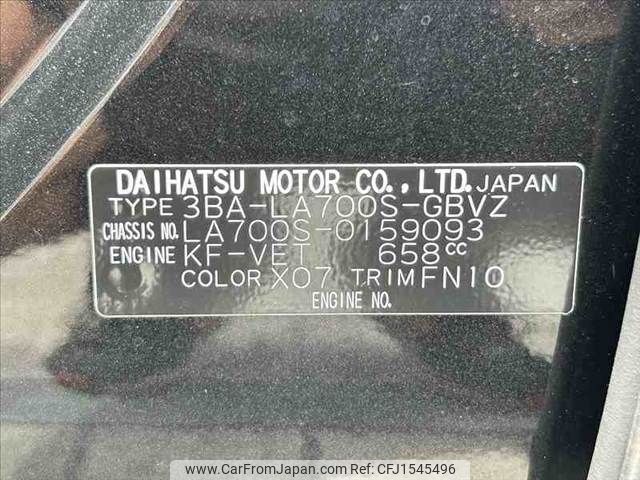 DAIHATSU MOTOR CO., LTD. JAPAN
TYPE 3BA-LA700S-GBVZ
CHASSIS NO. LA700S-0159093
ENGINE KF-VET 658cc
COLOR X07 TRIM FN10
ENGINE NO.
www.CarFromJapan.com - Ref-No: CFJ1545496